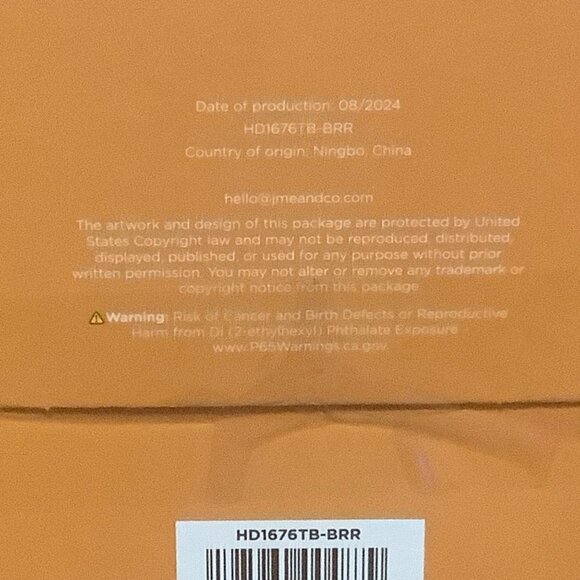 Date of production: 08/2024
HD1676TB-BRR
Country of origin: Ningbo, China
hello@jmeandco.com
The artwork and design of this package are protected by United
States Copyright law and may not be reproduced, distributed,
displayed, published, or used for any purpose without prior
written permission. You may not alter or remove any trademark or
copyright notice from this package
Warning: Risk of Cancer and Birth Defects or Reproductive
Harm from Di (2-ethylhexyl) Phthalate Exposure
www.P65Warnings.ca.gov.
HD1676TB-BRR